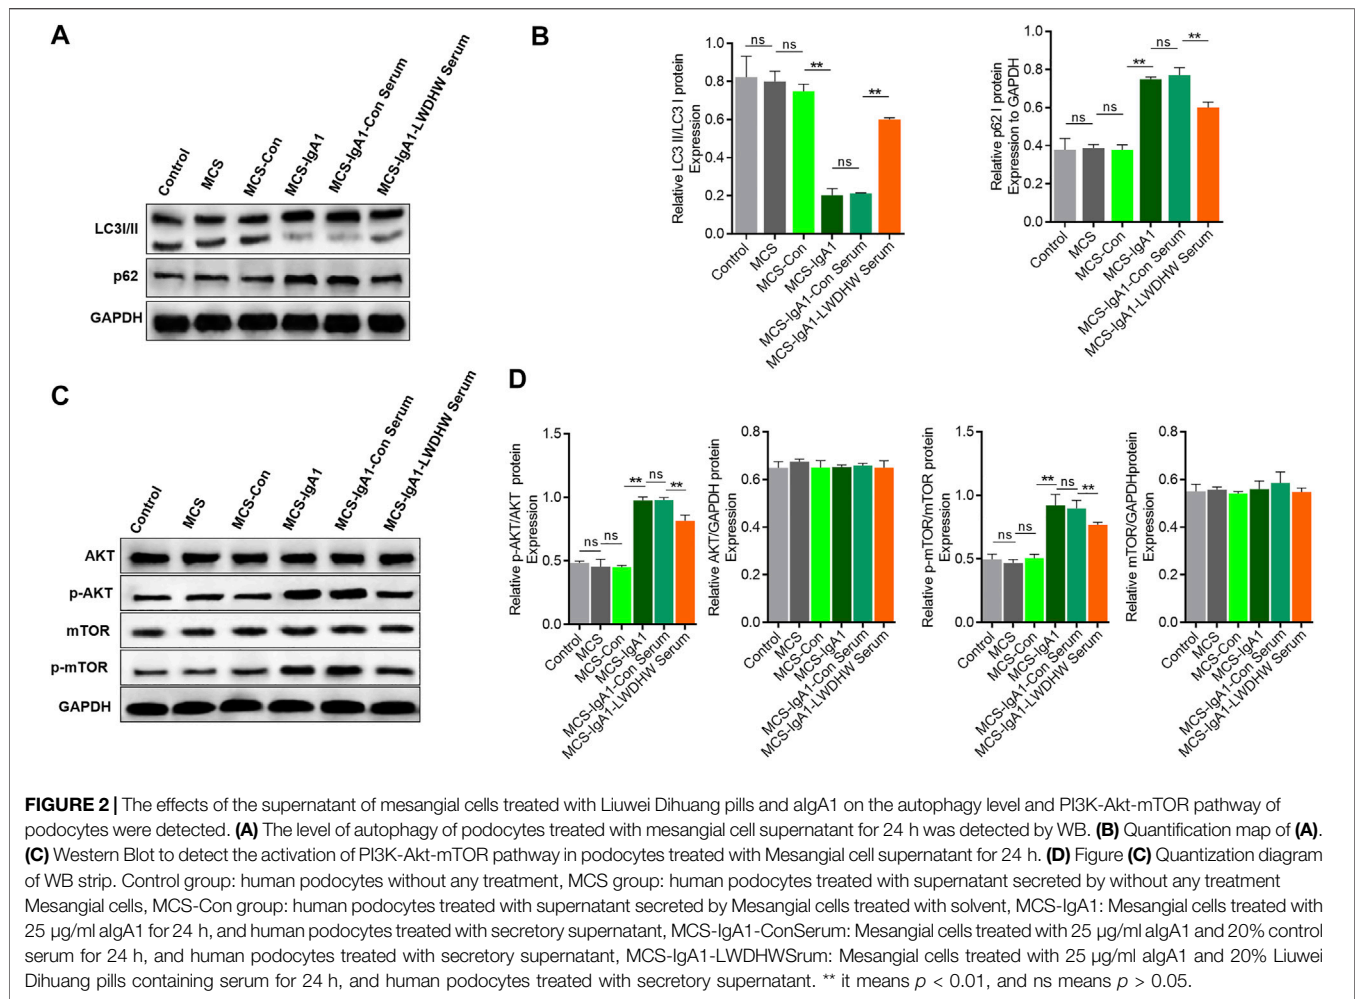 A
Control
MCS
MCS-Con
MCS-IgA1
MCS-IgA1-Con Serum
MCS-IgA1-LWDHW Serum
LC3I/II
p62
GAPDH
B
Relative LC3 II/LC3 I protein
Expression
1.0
0.8
0.6
0.4
0.2
0.0
ns
ns
**
ns
**
Control
MCS
MCS-Con
MCS-IgA1
MCS-IgA1-Con Serum
MCS-IgA1-LWDHW Serum
Relative p62 I protein
Expression to GAPDH
1.0
0.8
0.6
0.4
0.2
0.0
ns
ns
**
ns
**
Control
MCS
MCS-Con
MCS-IgA1
MCS-IgA1-Con Serum
MCS-IgA1-LWDHW Serum
C
Control
MCS
MCS-Con
MCS-IgA1
MCS-IgA1-Con Serum
MCS-IgA1-LWDHW Serum
AKT
p-AKT
mTOR
p-mTOR
GAPDH
D
Relative p-AKT/AKT protein
Expression
1.5
1.0
0.5
0.0
ns
ns
**
ns
**
Control
MCS
MCS-Con
MCS-IgA1
MCS-IgA1-Con Serum
MCS-IgA1-LWDHW Serum
Relative AKT/GAPDH protein
Expression
0.8
0.6
0.4
0.2
0.0
Control
MCS
MCS-Con
MCS-IgA1
MCS-IgA1-Con Serum
MCS-IgA1-LWDHW Serum
Relative p-mTOR/mTOR protein
Expression
1.5
1.0
0.5
0.0
ns
ns
**
ns
**
Control
MCS
MCS-Con
MCS-IgA1
MCS-IgA1-Con Serum
MCS-IgA1-LWDHW Serum
Relative mTOR/GAPDHprotein
Expression
0.8
0.6
0.4
0.2
0.0
Control
MCS
MCS-Con
MCS-IgA1
MCS-IgA1-Con Serum
MCS-IgA1-LWDHW Serum
FIGURE 2 | The effects of the supernatant of mesangial cells treated with Liuwei Dihuang pills and aIgA1 on the autophagy level and PI3K-Akt-mTOR pathway of
podocytes were detected. (A) The level of autophagy of podocytes treated with mesangial cell supernatant for 24 h was detected by WB. (B) Quantification map of (A).
(C) Western Blot to detect the activation of PI3K-Akt-mTOR pathway in podocytes treated with Mesangial cell supernatant for 24 h. (D) Figure (C) Quantization diagram
of WB strip. Control group: human podocytes without any treatment, MCS group: human podocytes treated with supernatant secreted by without any treatment
Mesangial cells, MCS-Con group: human podocytes treated with supernatant secreted by Mesangial cells treated with solvent, MCS-IgA1: Mesangial cells treated with
25 μg/ml aIgA1 for 24 h, and human podocytes treated with secretory supernatant, MCS-IgA1-ConSerum: Mesangial cells treated with 25 μg/ml aIgA1 and 20% control
serum for 24 h, and human podocytes treated with secretory supernatant, MCS-IgA1-LWDHWSrum: Mesangial cells treated with 25 μg/ml aIgA1 and 20% Liuwei
Dihuang pills containing serum for 24 h, and human podocytes treated with secretory supernatant. ** it means p < 0.01, and ns means p > 0.05.